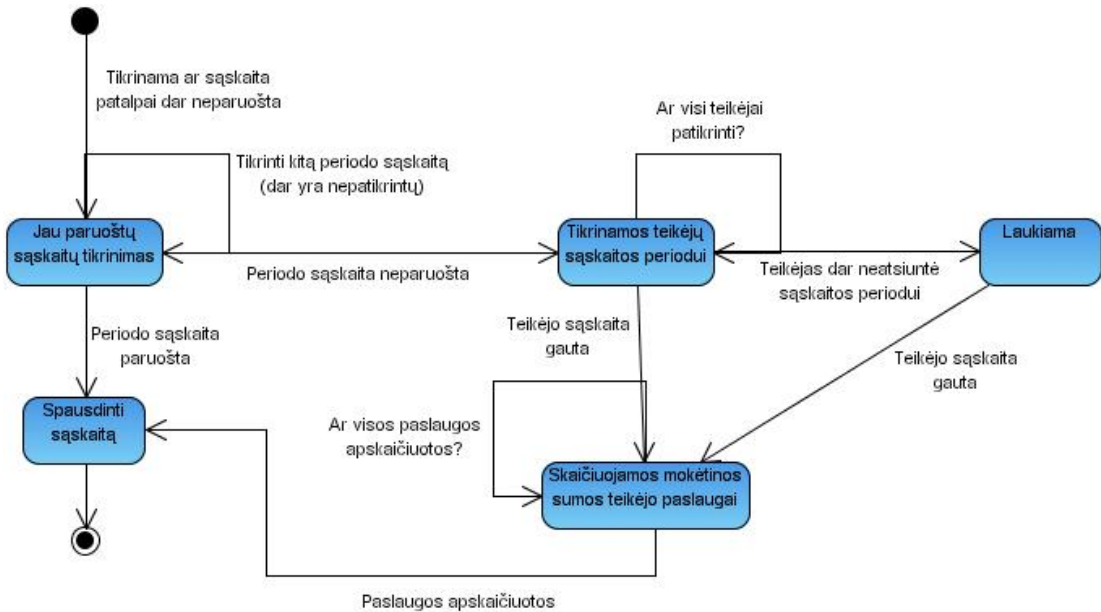 Tikrinama ar sąskaita
patalpai dar neparuošta
Ar visi teikėjai
patikrinti?
Tikrinti kitą periodo sąskaitą
(dar yra nepatikrintų)
Jau paruoštų
sąskaitų tikrinimas
Tikrinamos teikėjų
sąskaitos periodui
Laukiama
Periodo sąskaita neparuošta
Teikėjas dar neatsiuntė
sąskaitos periodui
Periodo sąskaita
paruošta
Teikėjo sąskaita
gauta
Teikėjo sąskaita
gauta
Spausdinti
sąskaitą
Ar visos paslaugos
apskaičiuotos?
Skaičiuojamos mokėtinos
sumos teikėjo paslaugai
Paslaugos apskaičiuotos